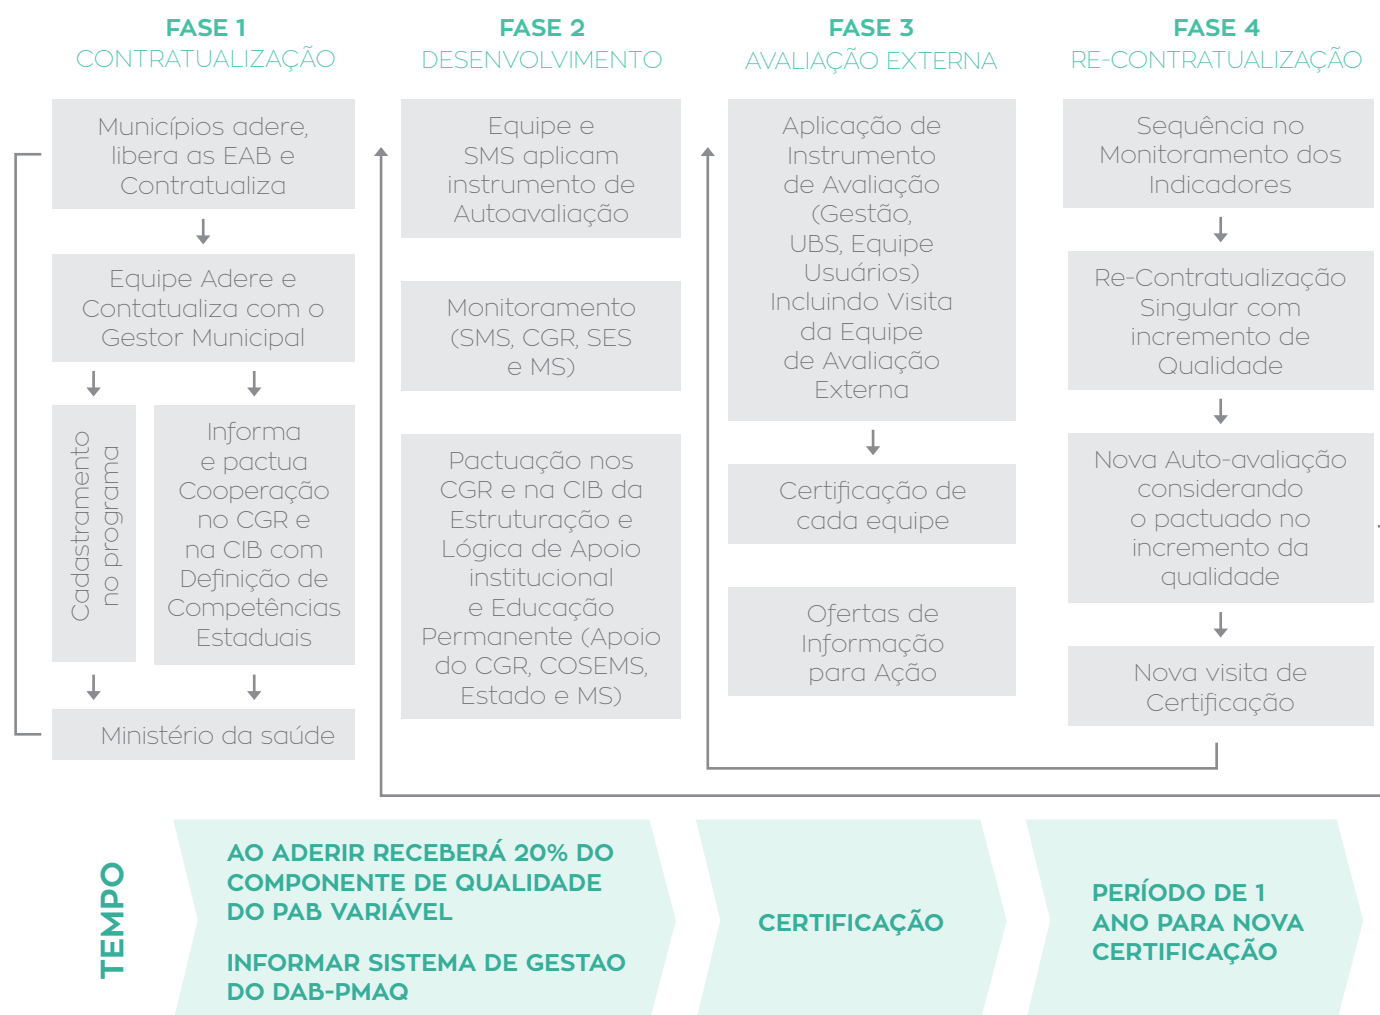 FASE 1
CONTRATUALIZAÇÃO
Municípios adere,
libera as EAB e
Contratualiza
Equipe Adere e
Contatualiza com o
Gestor Municipal
Cadastramento
no programa
Informa
e pactua
Cooperação
no CGR e
na CIB com
Definição de
Competências
Estaduais
Ministério da saúde
FASE 2
DESENVOLVIMENTO
Equipe e
SMS aplicam
instrumento de
Autoavaliação
Monitoramento
(SMS, CGR, SES
e MS)
Pactuação nos
CGR e na CIB da
Estruturação e
Lógica de Apoio
institucional
e Educação
Permanente (Apoio
do CGR, COSEMS,
Estado e MS)
FASE 3
AVALIAÇÃO EXTERNA
Aplicação de
Instrumento
de Avaliação
(Gestão,
UBS, Equipe
Usuários)
Incluindo Visita
da Equipe
de Avaliação
Externa
Certificação de
cada equipe
Ofertas de
Informação
para Ação
FASE 4
RE-CONTRATUALIZAÇÃO
Sequência no
Monitoramento dos
Indicadores
Re-Contratualização
Singular com
incremento de
Qualidade
Nova Auto-avaliação
considerando
o pactuado no
incremento da
qualidade
Nova visita de
Certificação
TEMPO
AO ADERIR RECEBERÁ 20% DO
COMPONENTE DE QUALIDADE
DO PAB VARIÁVEL
INFORMAR SISTEMA DE GESTAO
DO DAB-PMAQ
CERTIFICAÇÃO
PERÍODO DE 1
ANO PARA NOVA
CERTIFICAÇÃO